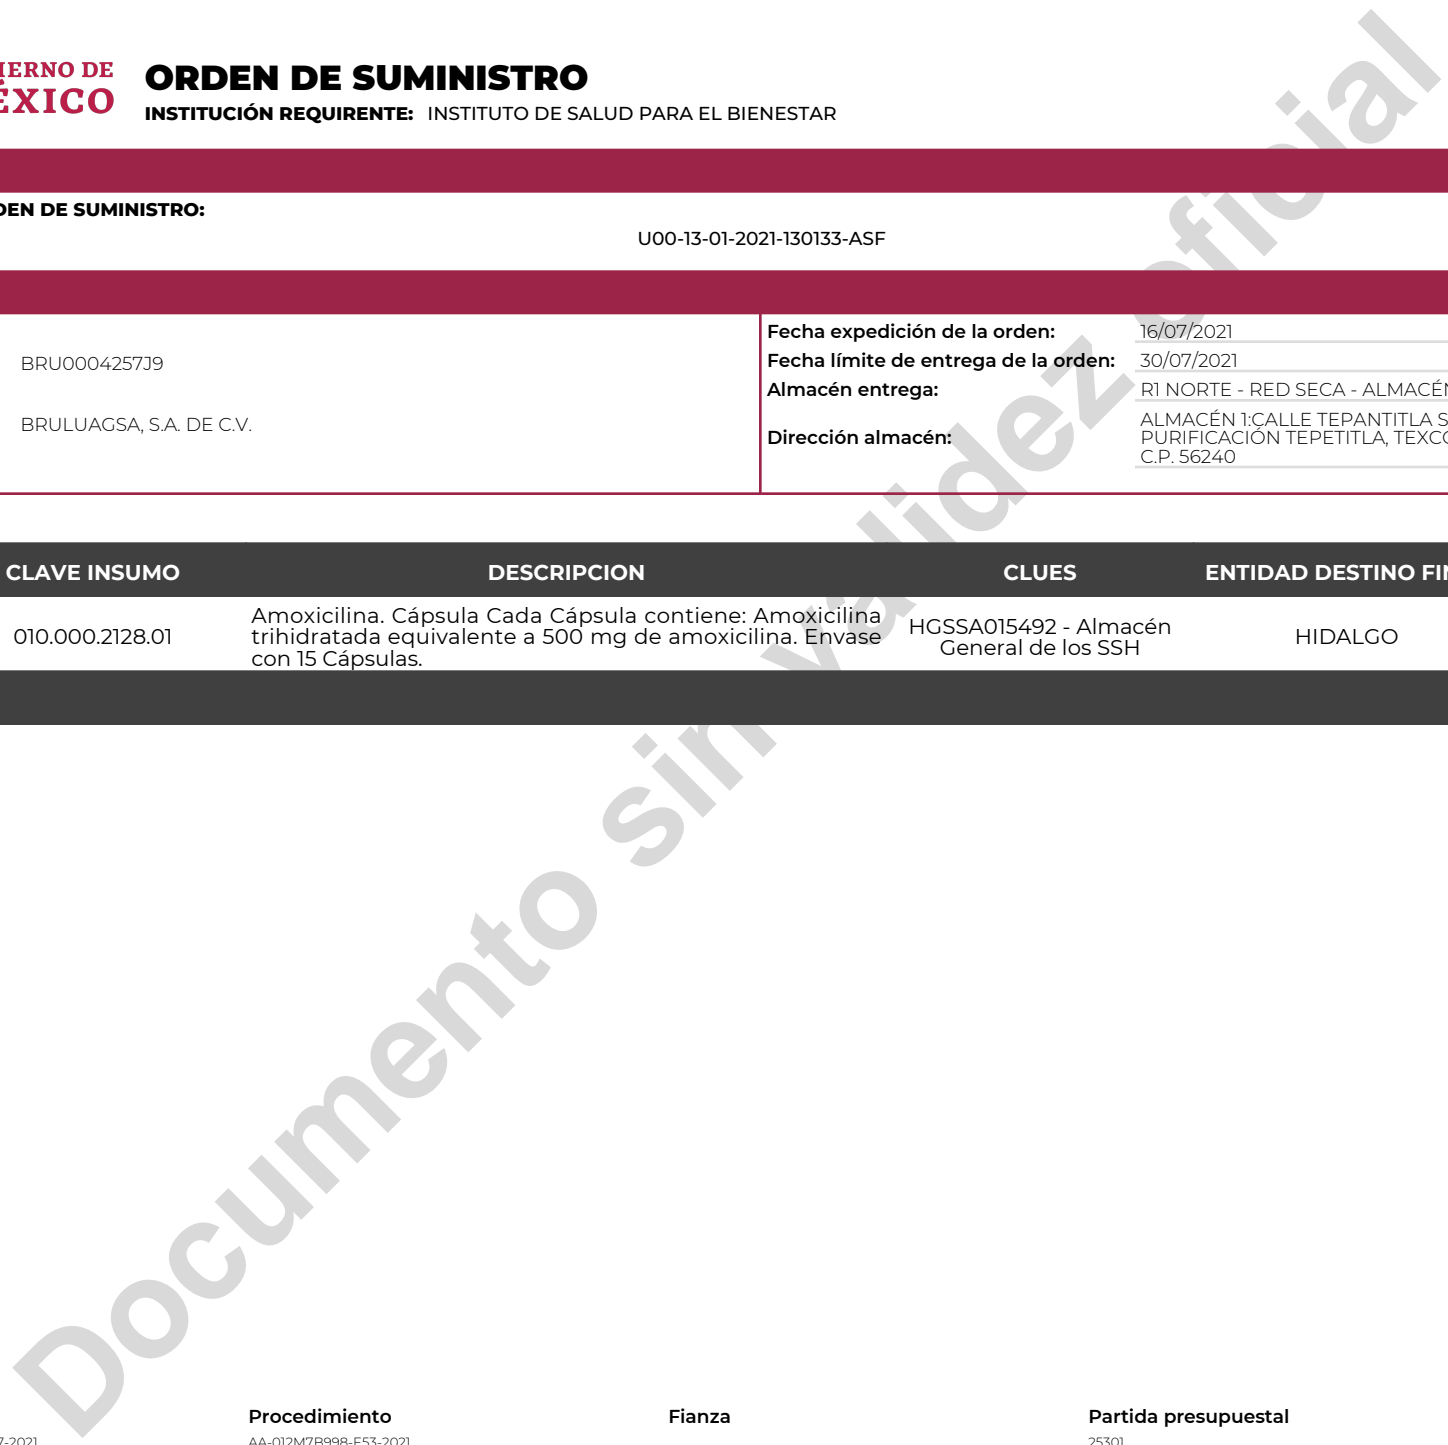 ORDEN DE SUMINISTRO
INSTITUCIÓN REQUIRENTE: INSTITUTO DE SALUD PARA EL BIENESTAR
IERNO DE
ÉXICO
DEN DE SUMINISTRO:
U00-13-01-2021-130133-ASF
BRU0004257J9
BRULUAGSA, S.A. DE C.V.
Fecha expedición de la orden: 16/07/2021
Fecha límite de entrega de la orden: 30/07/2021
Almacén entrega: R1 NORTE - RED SECA - ALMACÉN
Dirección almacén:
ALMACÉN 1:CALLE TEPANTITLA S
PURIFICACIÓN TEPETITLA, TEXCO
C.P. 56240
CLAVE INSUMO DESCRIPCION CLUES ENTIDAD DESTINO FIN
010.000.2128.01
Amoxicilina. Cápsula Cada Cápsula contiene: Amoxicilina
trihidratada equivalente a 500 mg de amoxicilina. Envase
con 15 Cápsulas.
HGSSA015492 - Almacén
General de los SSH
HIDALGO
Documento sin validez oficial
Procedimiento Fianza Partida presupuestal
7-2021 AA-012M7B998-E53-2021 25301